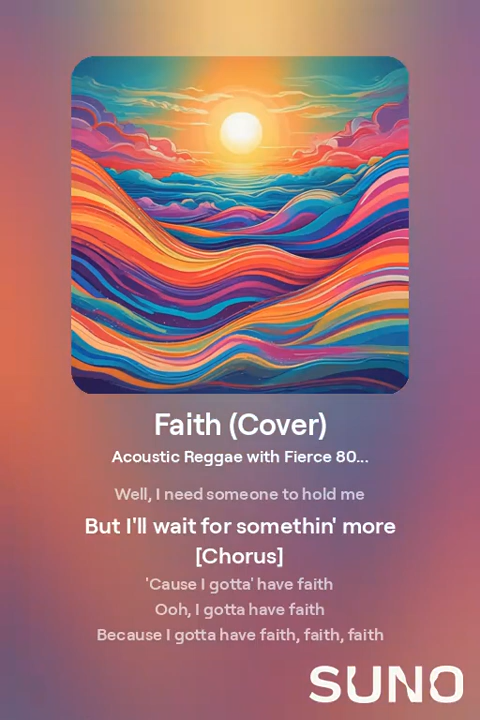 Faith (Cover)
Acoustic Reggae with Fierce 80...
Well, I need someone to hold me
But I'll wait for somethin' more
[Chorus]
'Cause I gotta' have faith
Ooh, I gotta have faith
Because I gotta have faith, faith, faith
SUNO